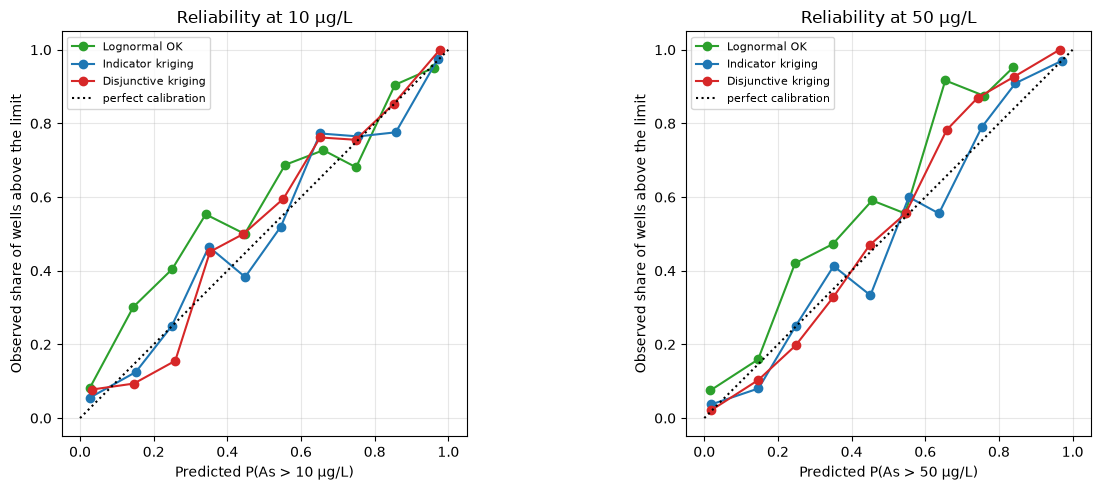 Reliability at 10 µg/L
Observed share of wells above the limit
1.0
0.8
0.6
0.4
0.2
0.0
Lognormal OK
Indicator kriging
Disjunctive kriging
perfect calibration
0.0 0.2 0.4 0.6 0.8 1.0
Predicted P(As > 10 µg/L)
Reliability at 50 µg/L
Observed share of wells above the limit
1.0
0.8
0.6
0.4
0.2
0.0
Lognormal OK
Indicator kriging
Disjunctive kriging
perfect calibration
0.0 0.2 0.4 0.6 0.8 1.0
Predicted P(As > 50 µg/L)